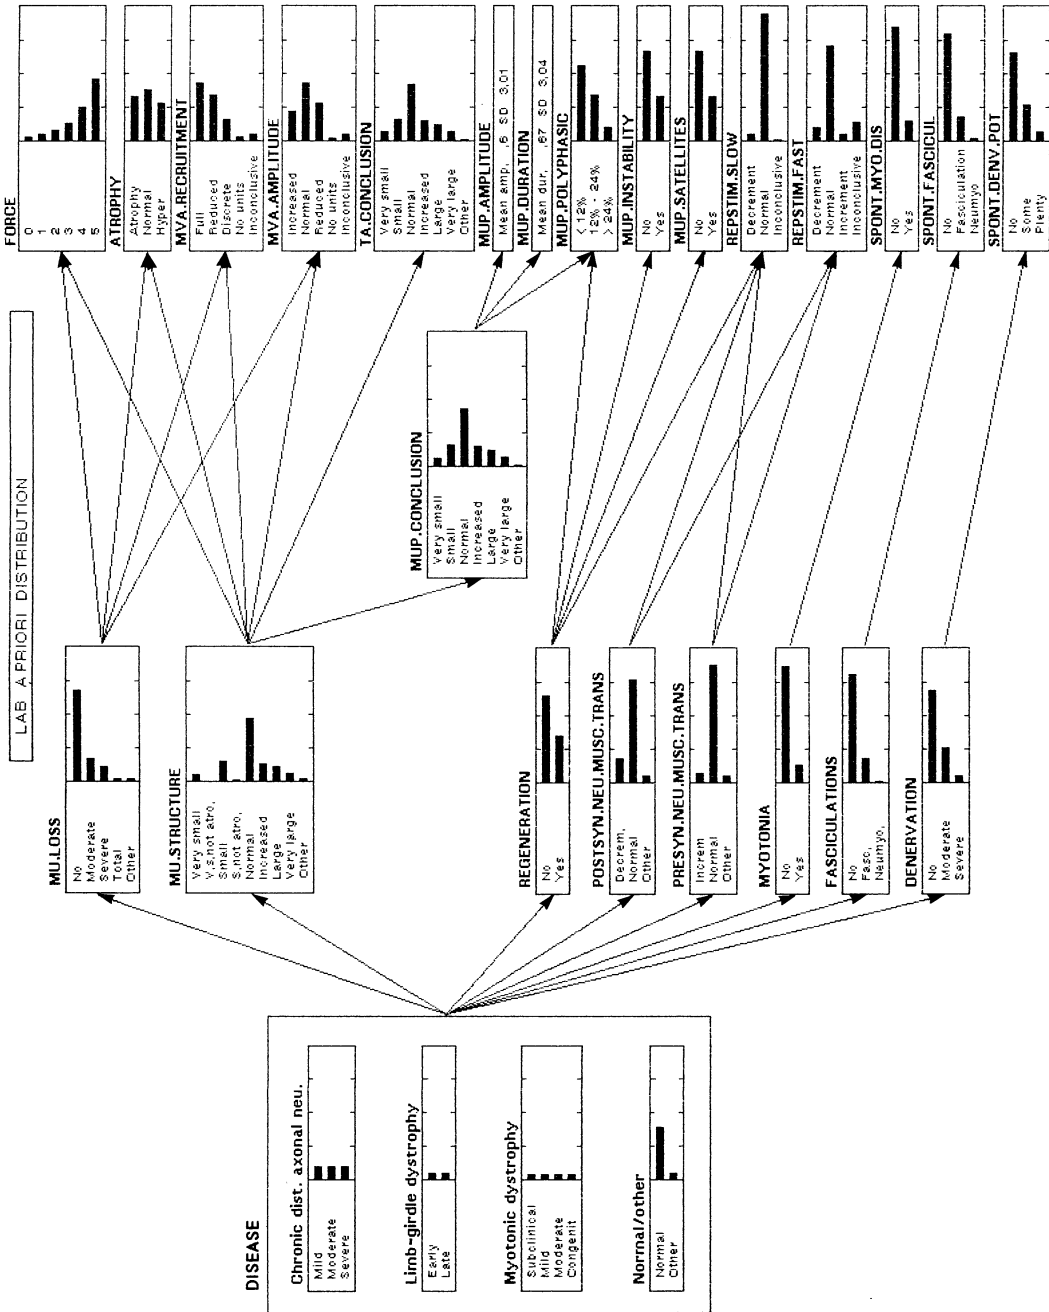 LAB A PRIORI DISTRIBUTION
DISEASE
Chronic dist. axonal neu.
Mild
Moderate
Severe
Limb-girdle dystrophy
Early
Late
Myotonic dystrophy
Subclinical
Mild
Moderate
Congenit
Normal/other
Normal
Other
MU.LOSS
No
Moderate
Severe
Total
Other
MU.STRUCTURE
Very small
V.s.not atro.
Small
S.not atro.
Normal
Increased
Large
Very large
Other
REGENERATION
No
Yes
POSTSYN.NEU.MUSC.TRANS
Decrem.
Normal
Other
PRESYN.NEU.MUSC.TRANS
Increm
Normal
Other
MYOTONIA
No
Yes
FASCICULATIONS
No
Fasc.
Neumyo.
DENERVATION
No
Moderate
Severe
MUP.CONCLUSION
Very small
Small
Normal
Increased
Large
Very large
Other
FORCE
0
1
2
3
4
5
ATROPHY
Atrophy
Normal
Hyper
MVA.RECRUITMENT
Full
Reduced
Discrete
No units
Inconclusive
MVA.AMPLITUDE
Increased
Normal
Reduced
No units
Inconclusive
TA.CONCLUSION
Very small
Small
Normal
Increased
Large
Very large
Other
MUP.AMPLITUDE
Mean amp. .6 SD 3.01
MUP.DURATION
Mean dur. .67 SD 3.04
MUP.POLYPHASIC
< 12%
12% - 24%
> 24%
MUP.INSTABILITY
No
Yes
MUP.SATELLITES
No
Yes
REPSTIM.SLOW
Decrement
Normal
Inconclusive
REPSTIM.FAST
Decrement
Normal
Increment
Inconclusive
SPONT.MYO.DIS
No
Yes
SPONT.FASCICUL
No
Fasciculation
Neumyo
SPONT.DENV.POT
No
Some
Plenty